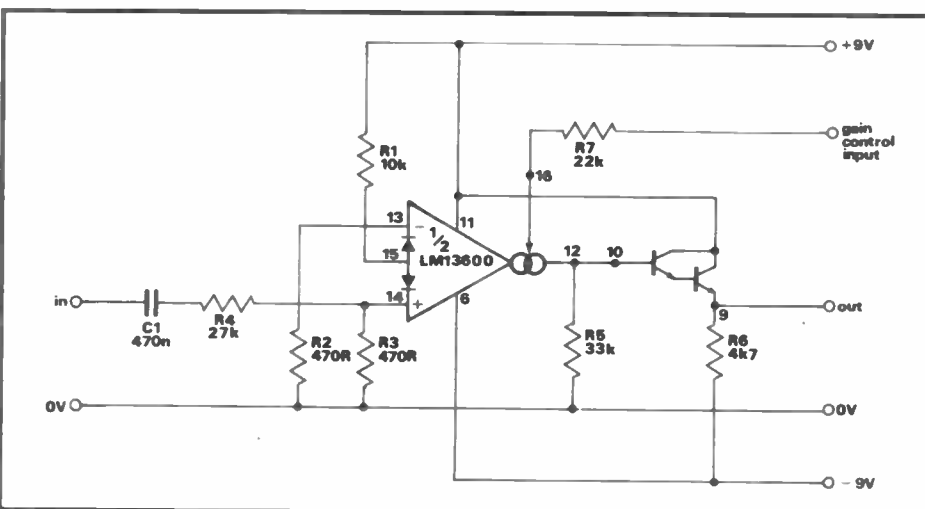 +9V
R1
10k
R7
22k
gain
control
input
16
13
−
11
1/2
15
LM13600
12
10
14
+
6
in
C1
470n
R4
27k
R2
470R
R3
470R
R5
33k
9
out
R6
4k7
0V
0V
− 9V